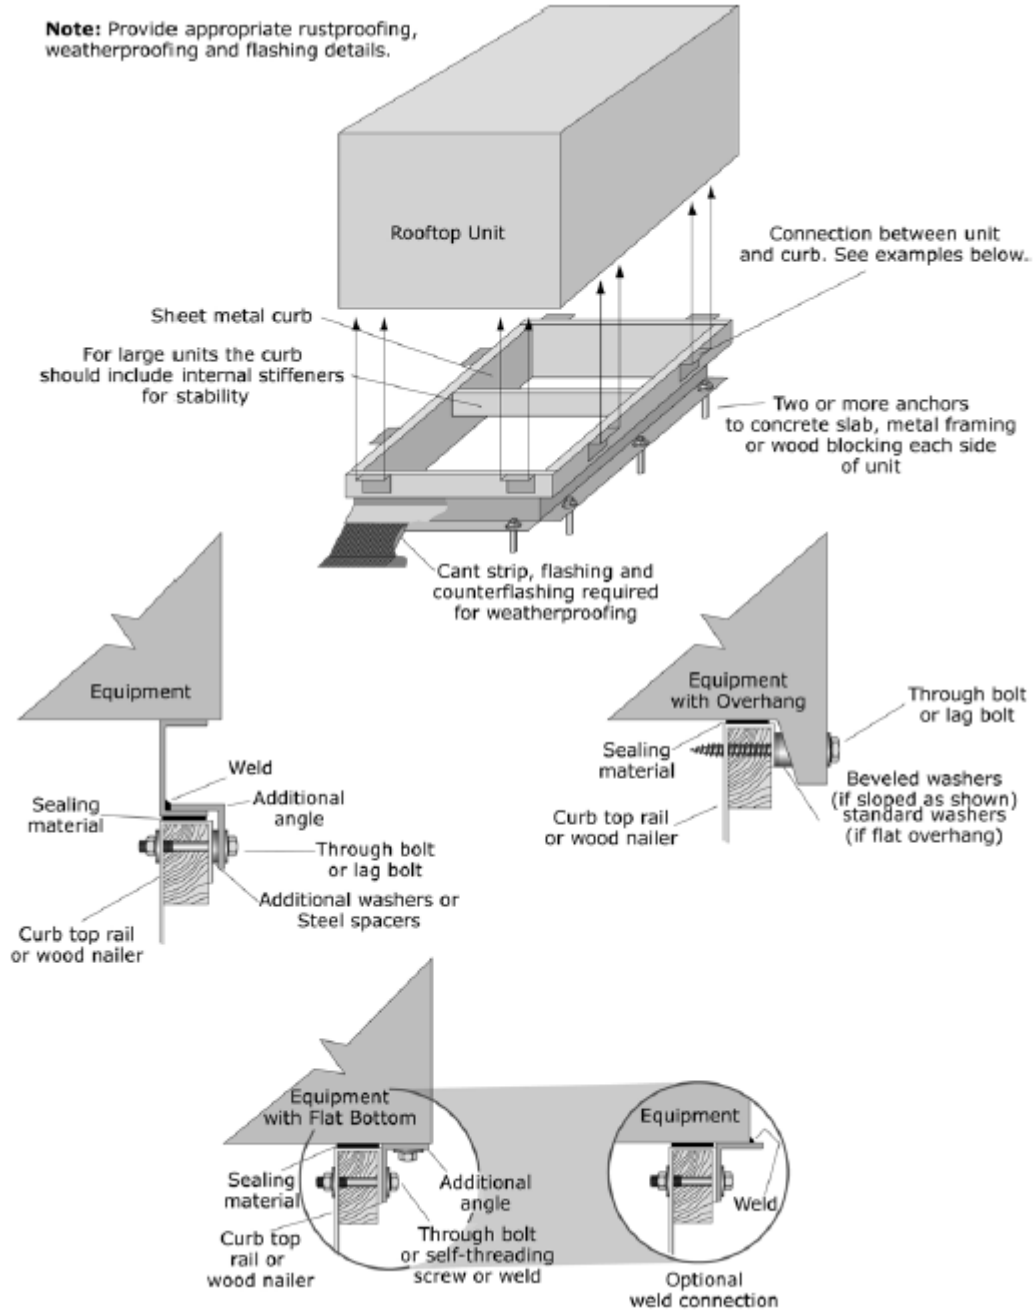 Note: Provide appropriate rustproofing,
weatherproofing and flashing details.
Rooftop Unit
Connection between unit
and curb. See examples below.
Sheet metal curb
For large units the curb
should include internal stiffeners
for stability
Two or more anchors
to concrete slab, metal framing
or wood blocking each side
of unit
Cant strip, flashing and
counterflashing required
for weatherproofing
Equipment
Weld
Sealing
material
Additional
angle
Through bolt
or lag bolt
Additional washers or
Steel spacers
Curb top rail
or wood nailer
Equipment
with Overhang
Through bolt
or lag bolt
Sealing
material
Beveled washers
(if sloped as shown)
standard washers
(if flat overhang)
Curb top rail
or wood nailer
Equipment
with Flat Bottom
Sealing
material
Additional
angle
Curb top
rail or
wood nailer
Through bolt
or self-threading
screw or weld
Equipment
Weld
Optional
weld connection